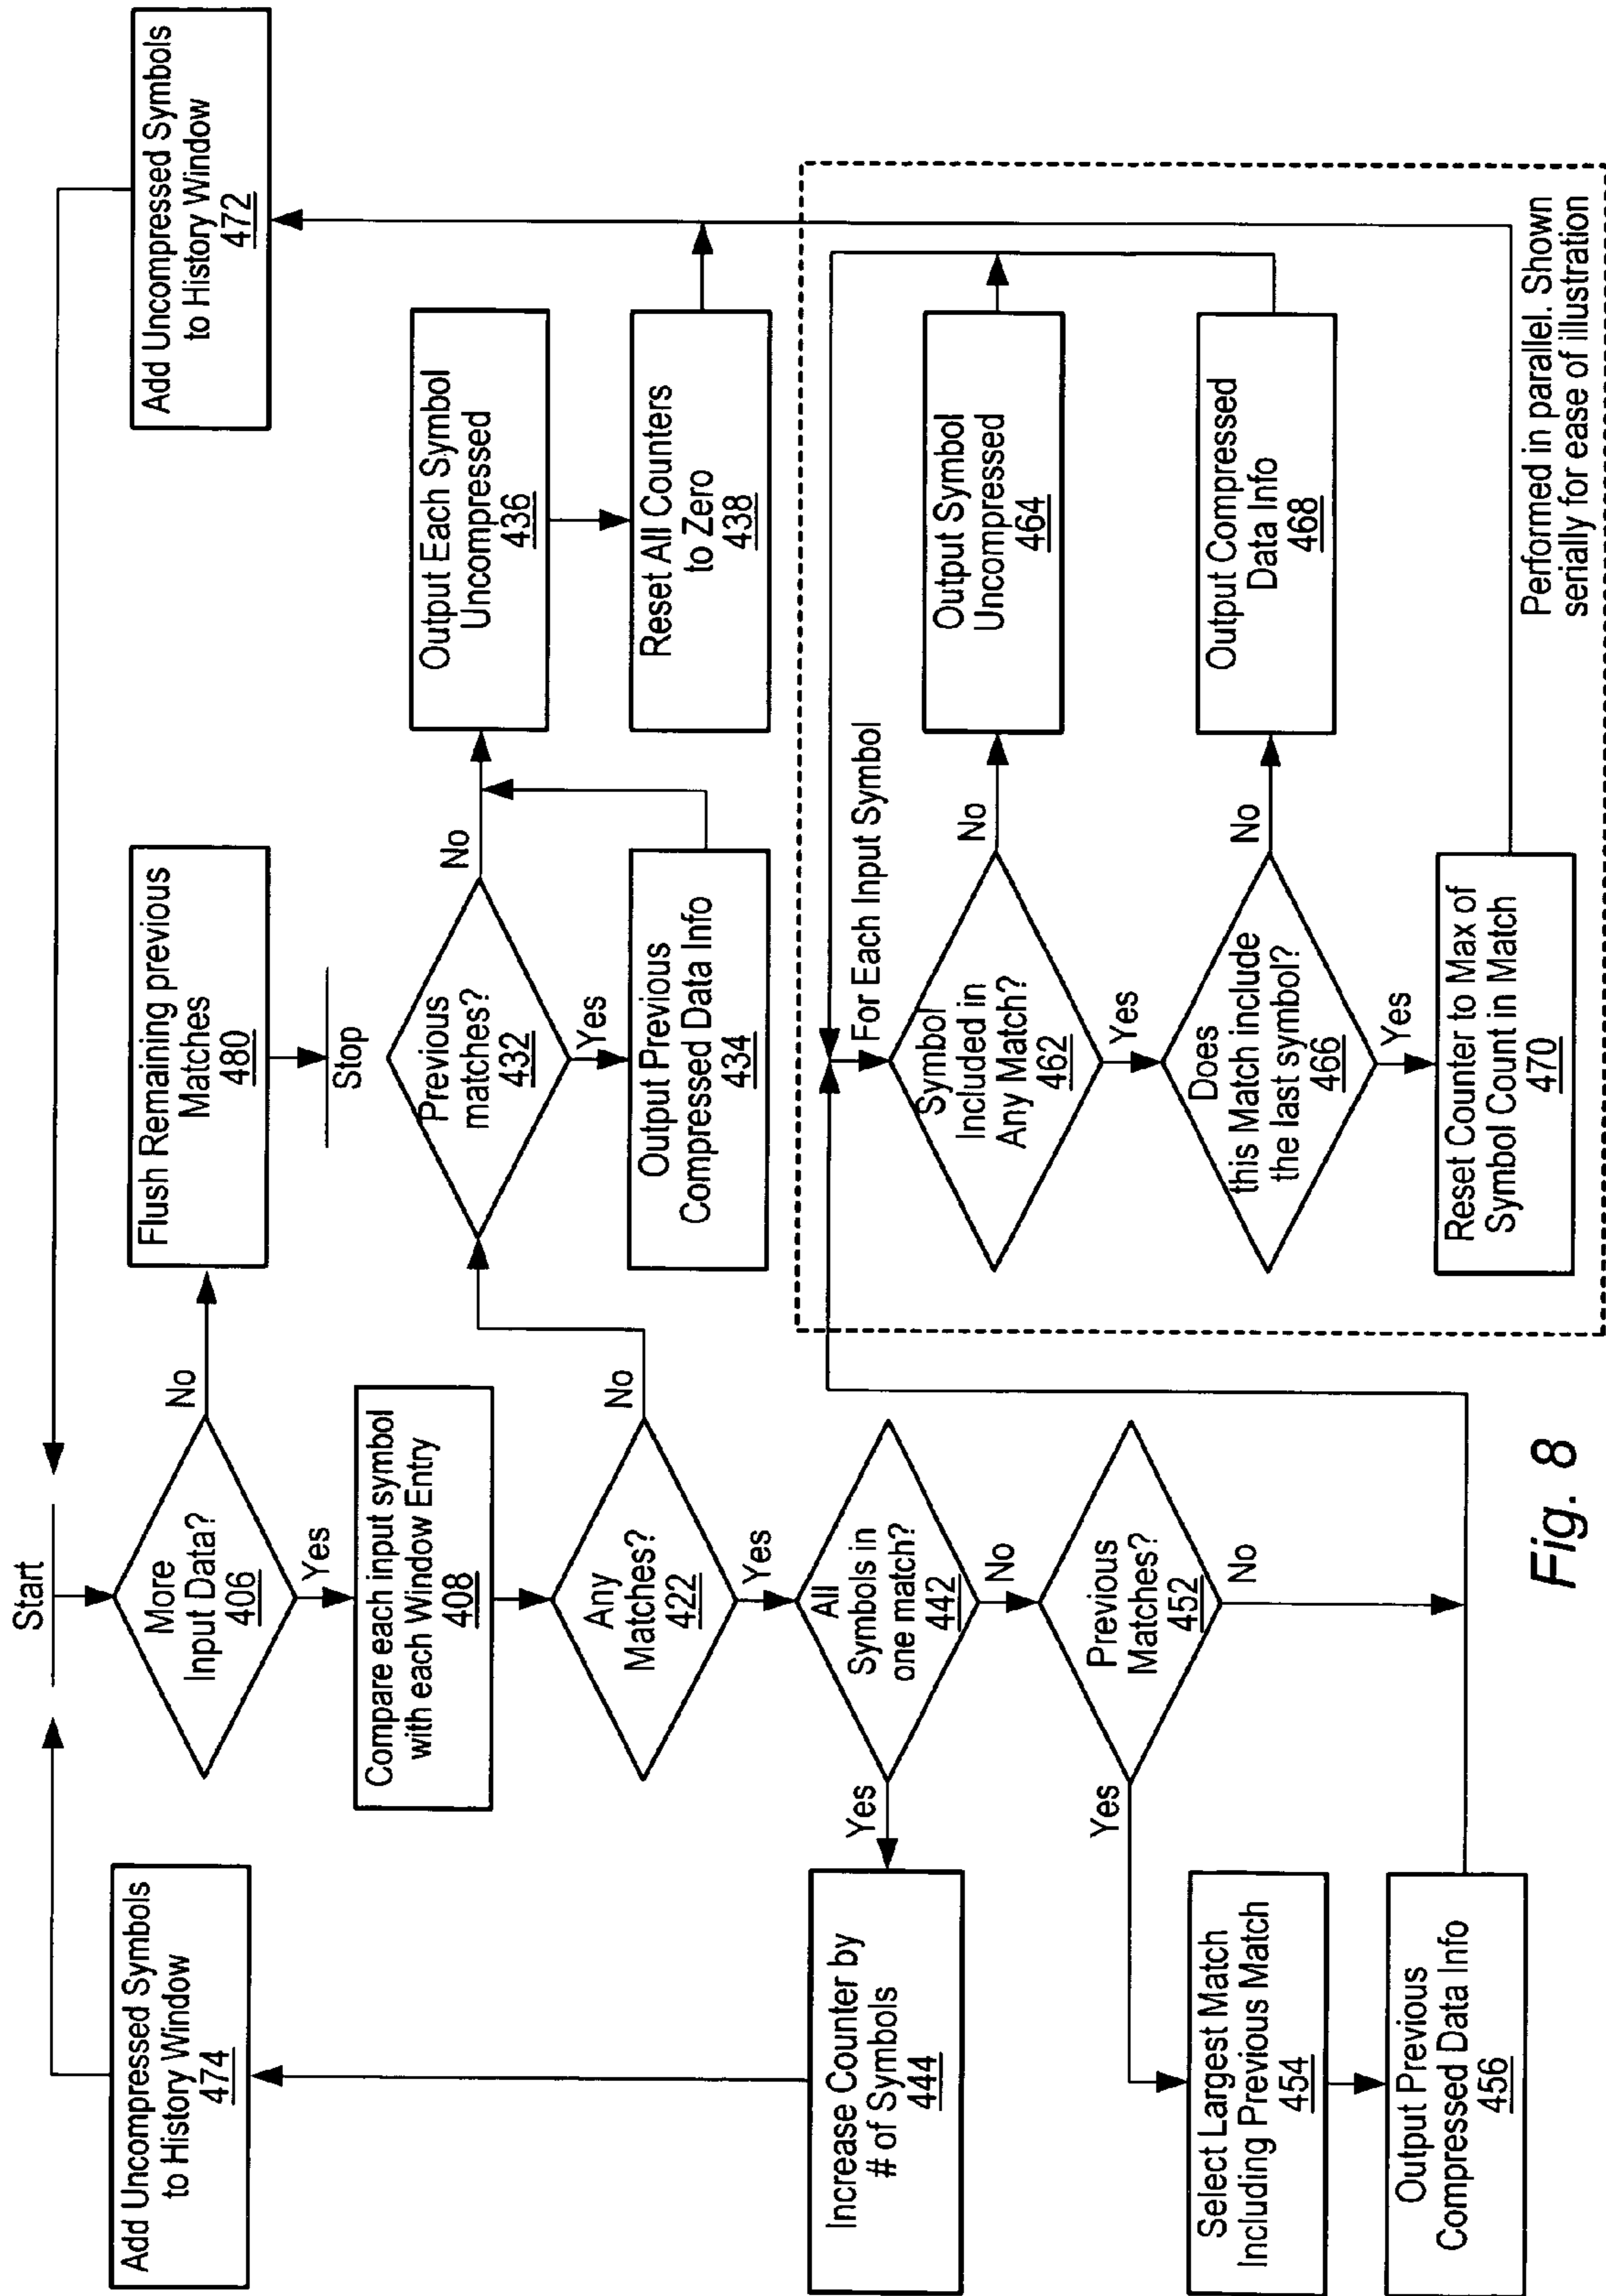 Start
More
Input Data?
406
No
Yes
Flush Remaining previous
Matches
480
Stop
Add Uncompressed Symbols
to History Window
472
Add Uncompressed Symbols
to History Window
474
Compare each input symbol
with each Window Entry
408
Any
Matches?
422
No
Yes
Previous
matches?
432
No
Yes
Output Previous
Compressed Data Info
434
Output Each Symbol
Uncompressed
436
Reset All Counters
to Zero
438
All
Symbols in
one match?
442
Yes
No
Increase Counter by
# of Symbols
444
Previous
Matches?
452
Yes
No
Select Largest Match
Including Previous Match
454
Output Previous
Compressed Data Info
456
For Each Input Symbol
Symbol
Included in
Any Match?
462
No
Yes
Output Symbol
Uncompressed
464
Does
this Match include
the last symbol?
466
No
Yes
Output Compressed
Data Info
468
Reset Counter to Max of
Symbol Count in Match
470
Performed in parallel. Shown
serially for ease of illustration
Fig. 8